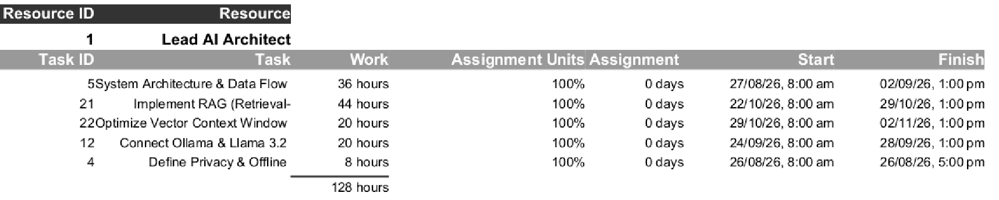 Resource ID Resource
1 Lead AI Architect
Task ID Task Work Assignment Units Assignment Start Finish
5 System Architecture & Data Flow 36 hours 100% 0 days 27/08/26, 8:00 am 02/09/26, 1:00 pm
21 Implement RAG (Retrieval- 44 hours 100% 0 days 22/10/26, 8:00 am 29/10/26, 1:00 pm
22 Optimize Vector Context Window 20 hours 100% 0 days 29/10/26, 8:00 am 02/11/26, 1:00 pm
12 Connect Ollama & Llama 3.2 20 hours 100% 0 days 24/09/26, 8:00 am 28/09/26, 1:00 pm
4 Define Privacy & Offline 8 hours 100% 0 days 26/08/26, 8:00 am 26/08/26, 5:00 pm
128 hours